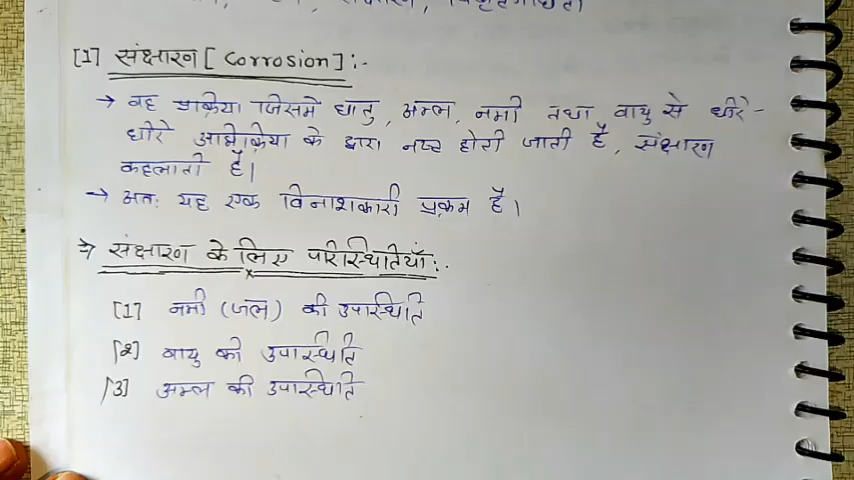 [1] संक्षारण [Corrosion]:-
→ वह प्रक्रिया जिसमे धातु, अम्ल, नमी तथा वायु से धीरे-
धीरे अभिक्रिया के द्वारा नष्ट होती जाती है, संक्षारण
कहलाती है।
→ अतः यह एक विनाशकारी प्रक्रम है।
⇒ संक्षारण के लिए परिस्थितियाँ:-
[1] नमी (जल) की उपस्थिति
[2] वायु की उपस्थिति
[3] अम्ल की उपस्थिति